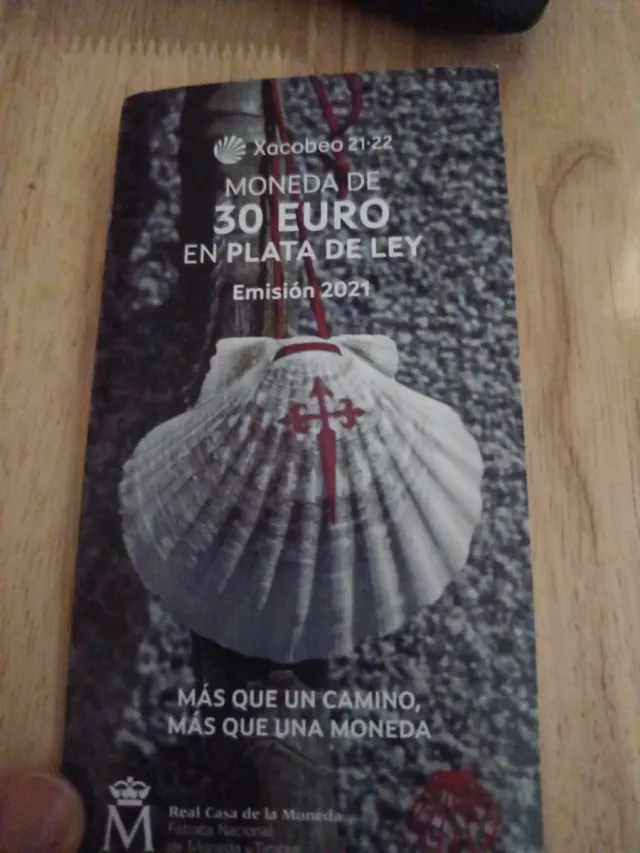 Xacobeo 21·22
MONEDA DE
30 EURO
EN PLATA DE LEY
Emisión 2021
MÁS QUE UN CAMINO,
MÁS QUE UNA MONEDA
M
Real Casa de la Moneda
Fábrica Nacional
de Moneda y Timbre